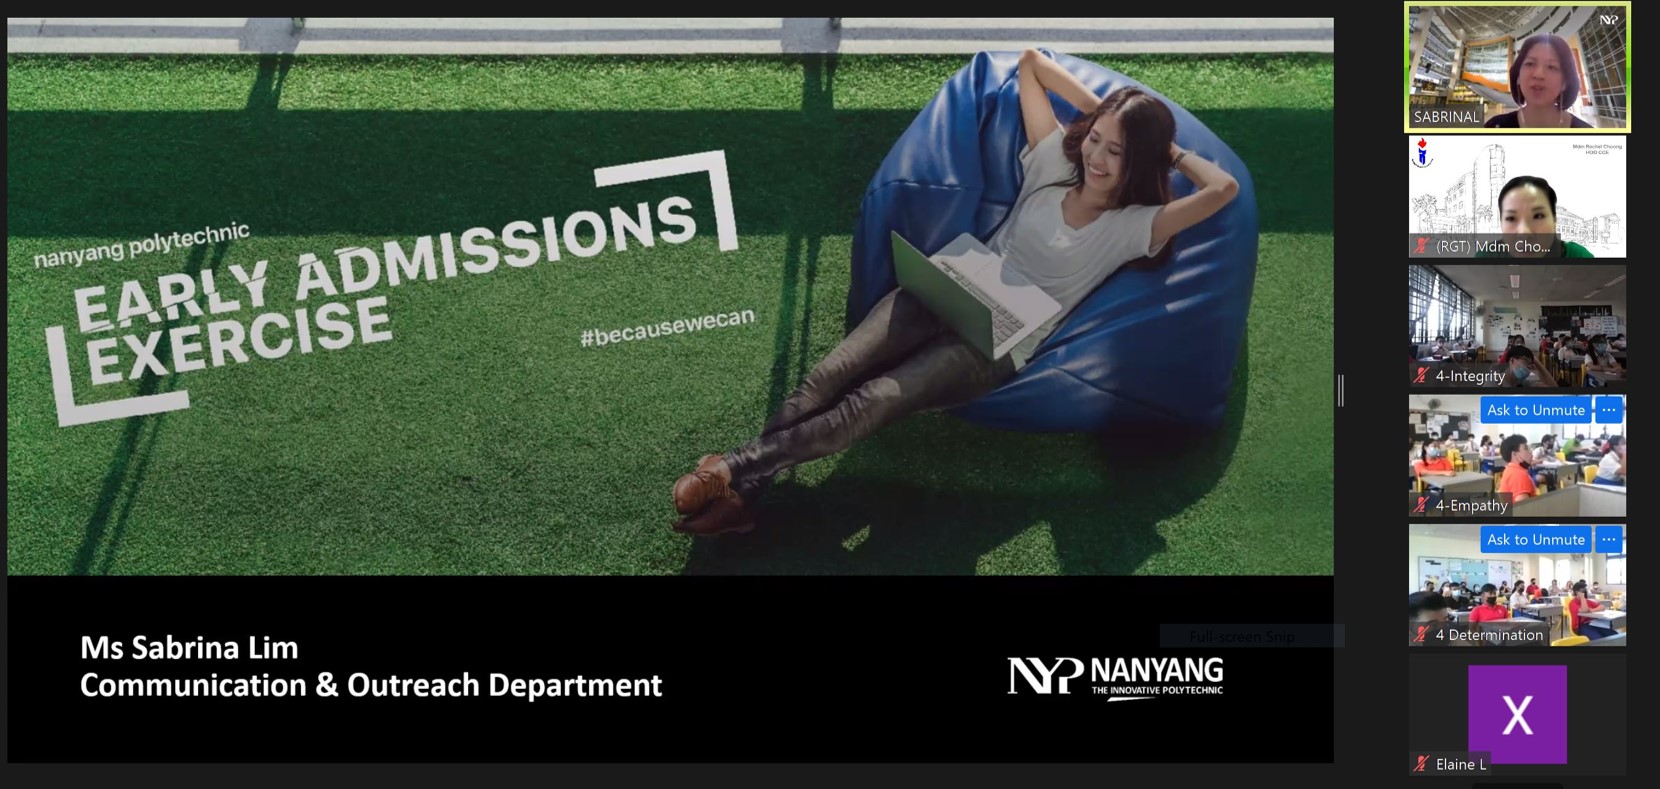 nanyang polytechnic
EARLY ADMISSIONS
EXERCISE
#becausewecan
Ms Sabrina Lim
Communication & Outreach Department
NYP NANYANG
THE INNOVATIVE POLYTECHNIC
Full-screen Snip
NYP
SABRINAL
Mdm Rachel Choong
HOD CCE
(RGT) Mdm Cho...
4-Integrity
Ask to Unmute ...
4-Empathy
Ask to Unmute ...
4 Determination
X
Elaine L